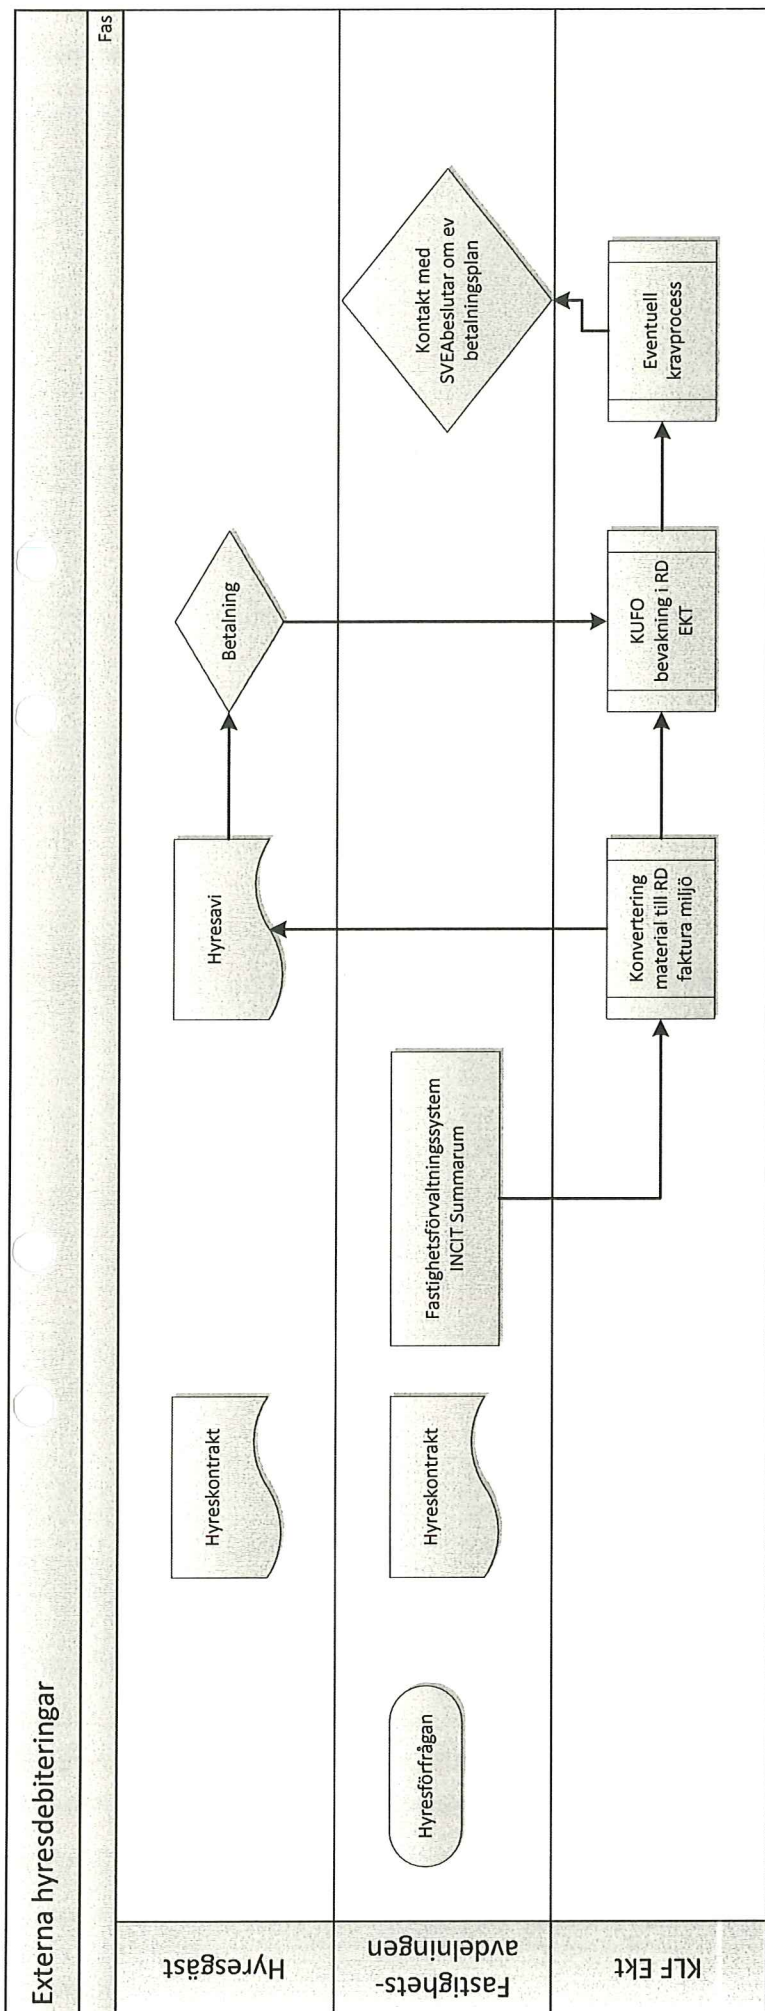 Externa hyresdebiteringar
Fas
Hyresgäst
Hyreskontrakt
Hyresavi
Betalning
Fastighets-
avdelningen
Hyresförfrågan
Hyreskontrakt
Fastighetsförvaltningssystem
INCIT Summarum
Kontakt med
SVEAbeslutar om ev
betalningsplan
KLF Ekt
Konvertering
material till RD
faktura miljö
KUFO
bevakning i RD
EKT
Eventuell
kravprocess